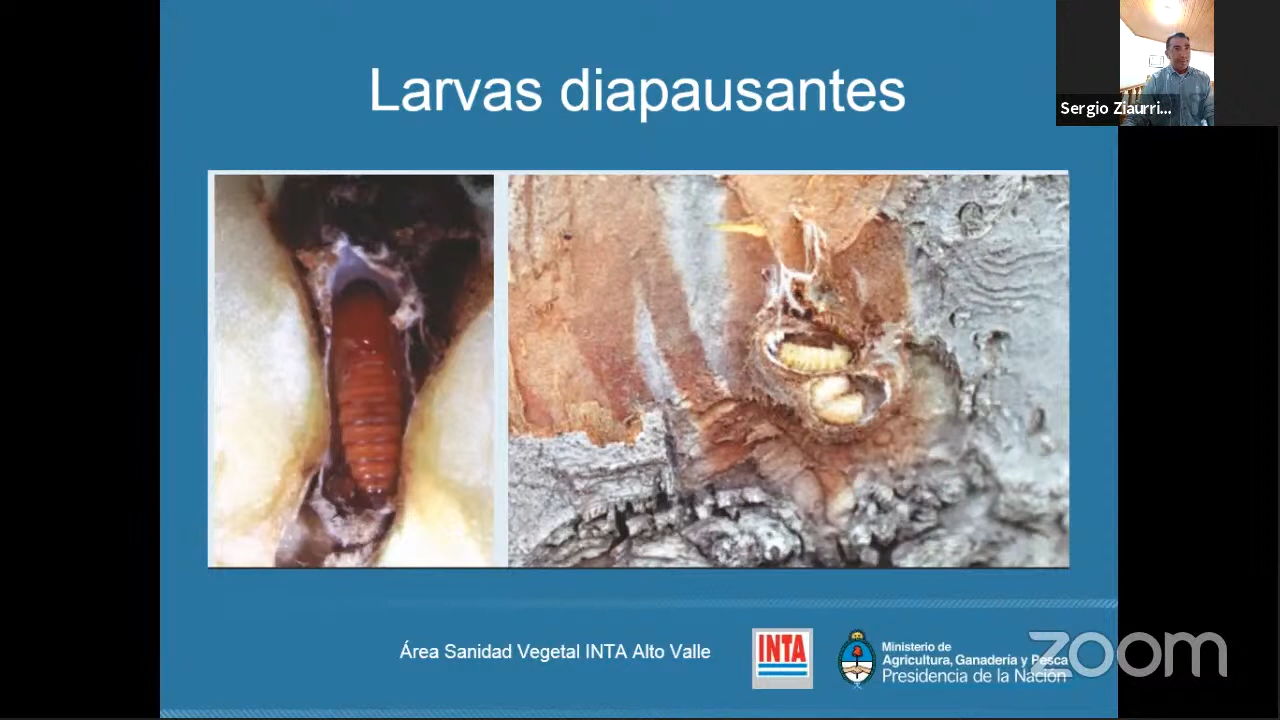 Larvas diapausantes
Sergio Ziaurri...
Área Sanidad Vegetal INTA Alto Valle
INTA
Ministerio de
Agricultura, Ganadería y Pesca
Presidencia de la Nación
zoom